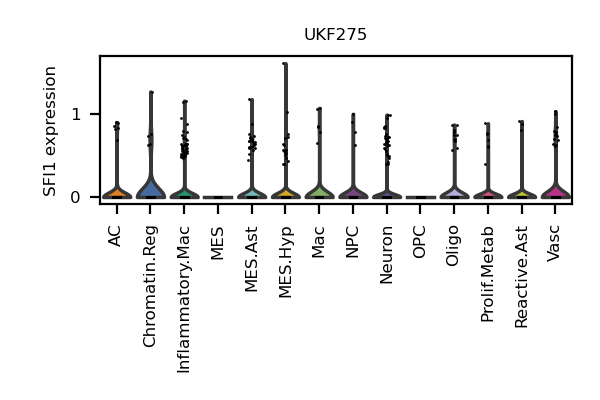 UKF275
SFI1 expression
1
0
AC
Chromatin.Reg
Inflammatory.Mac
MES
MES.Ast
MES.Hyp
Mac
NPC
Neuron
OPC
Oligo
Prolif.Metab
Reactive.Ast
Vasc